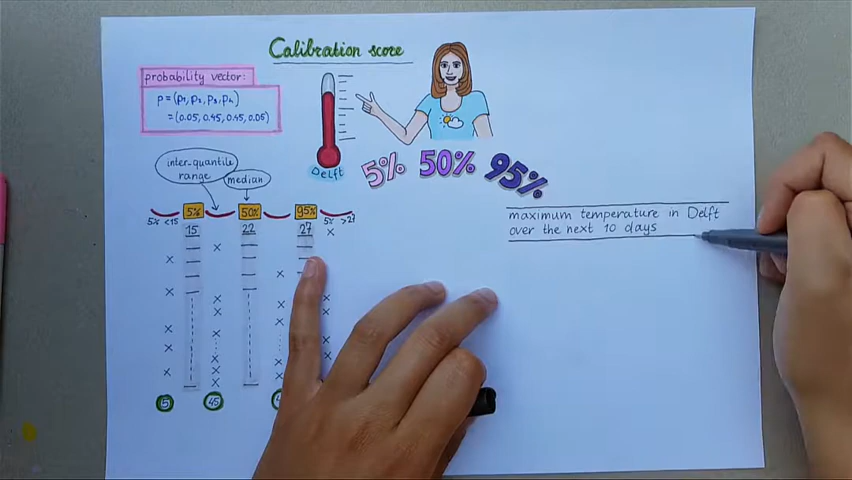 Calibration score
probability vector:
p = (p₁, p₂, p₃, p₄)
= (0.05, 0.45, 0.45, 0.05)
inter-quantile
range
median
Delft
5% 50% 95%
5% 50% 95%
5% <15
5% >27
15 22 27
maximum temperature in Delft
over the next 10 days
15 45